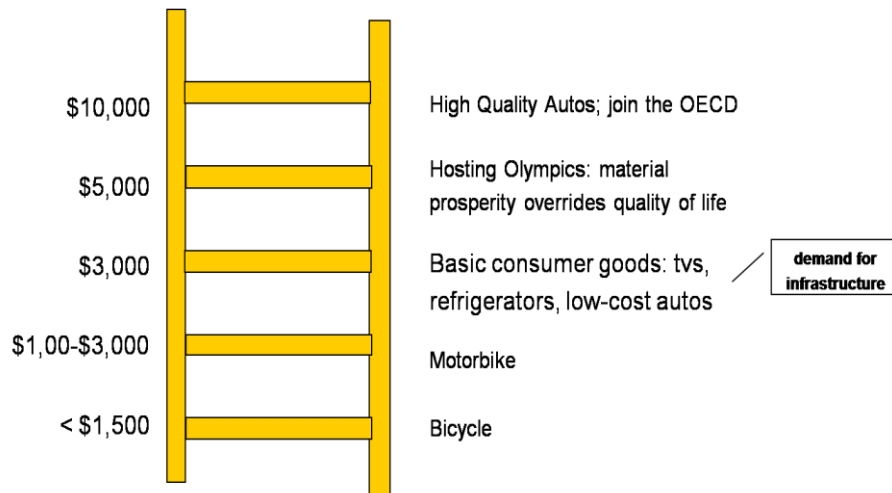 $10,000
High Quality Autos; join the OECD
$5,000
Hosting Olympics: material
prosperity overrides quality of life
$3,000
Basic consumer goods: tvs,
refrigerators, low-cost autos
demand for
infrastructure
$1,00-$3,000
Motorbike
< $1,500
Bicycle